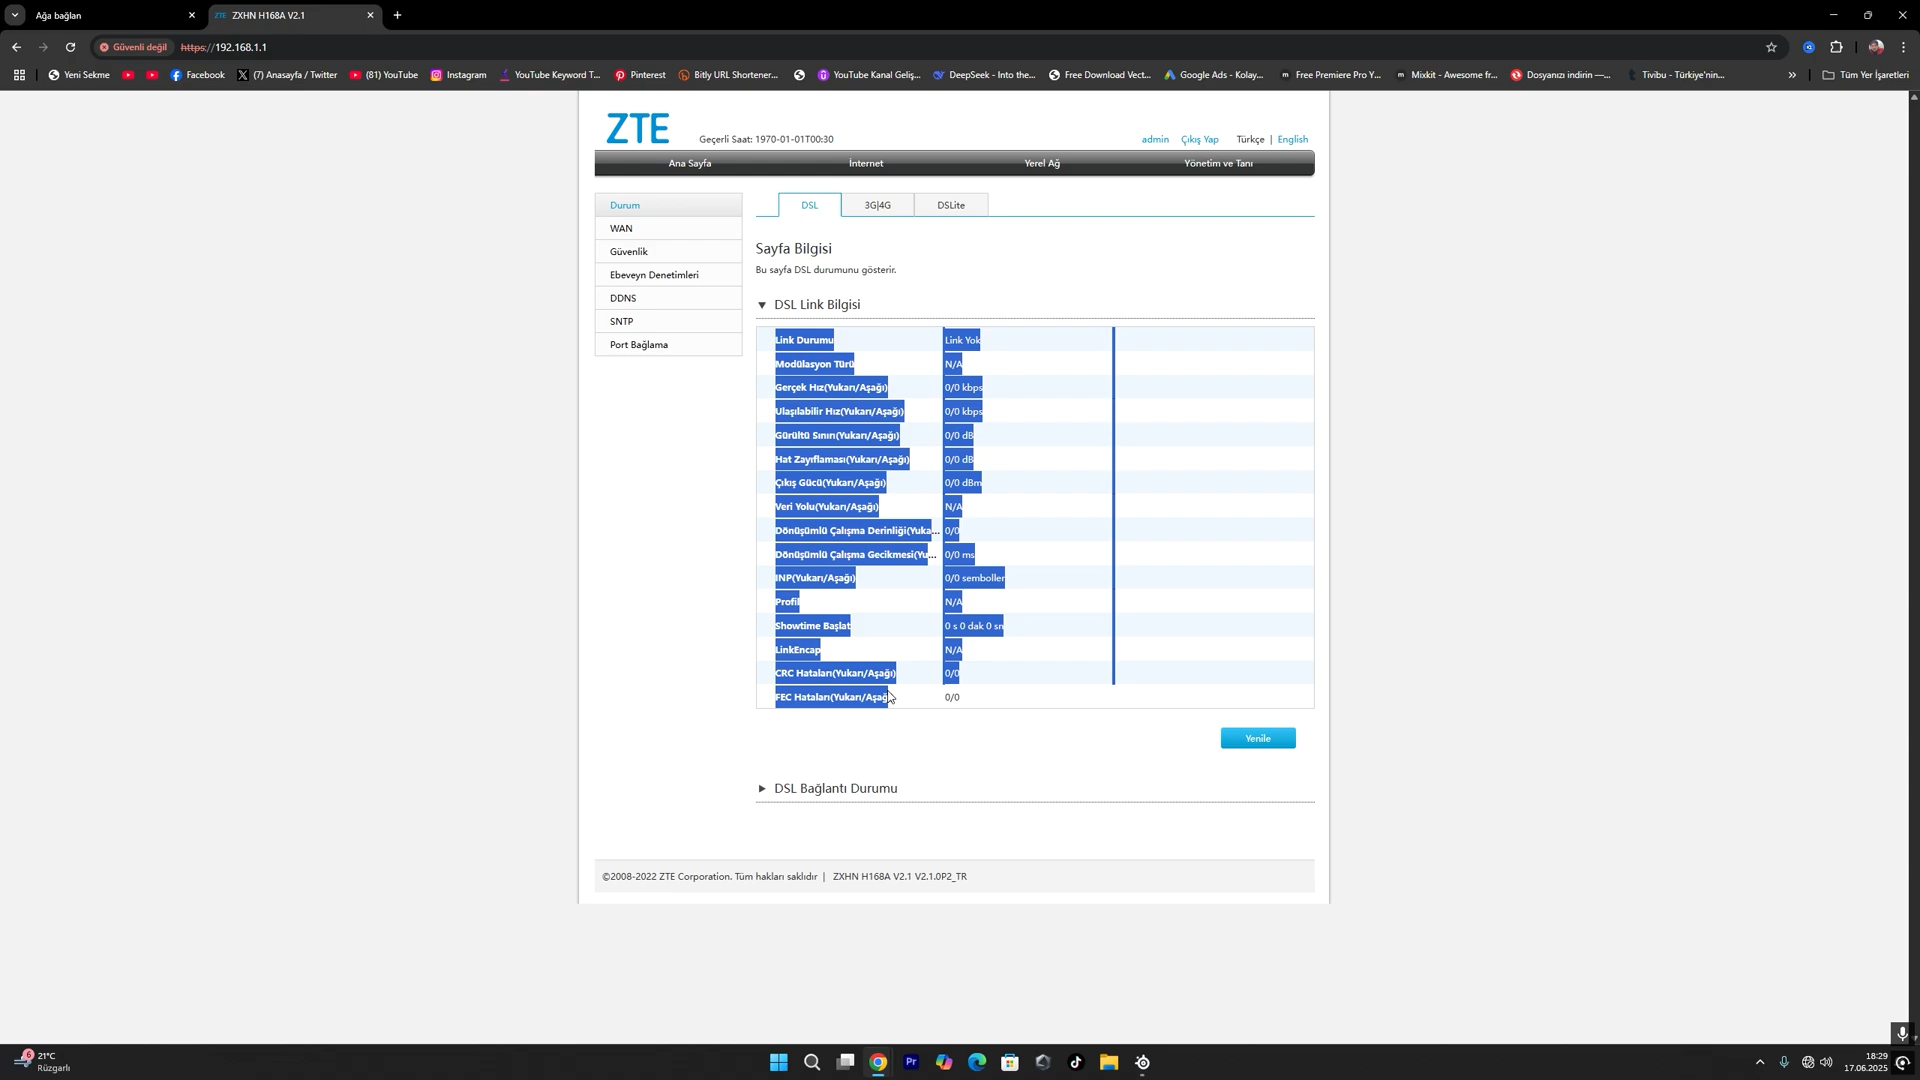 Ağa bağlan
ZTE ZXHN H168A V2.1
Güvenli değil https://192.168.1.1
Yeni Sekme Facebook (7) Anasayfa / Twitter (81) YouTube Instagram YouTube Keyword T... Pinterest Bitly URL Shortener... YouTube Kanal Geliş... DeepSeek - Into the... Free Download Vect... Google Ads - Kolay... Free Premiere Pro Y... Mixkit - Awesome fr... Dosyanızı indirin —... Tivibu - Türkiye'nin... » Tüm Yer İşaretleri
ZTE
Geçerli Saat: 1970-01-01T00:30
admin Çıkış Yap Türkçe | English
Ana Sayfa İnternet Yerel Ağ Yönetim ve Tanı
Durum
WAN
Güvenlik
Ebeveyn Denetimleri
DDNS
SNTP
Port Bağlama
DSL 3G|4G DSLite
Sayfa Bilgisi
Bu sayfa DSL durumunu gösterir.
DSL Link Bilgisi
Link Durumu Link Yok
Modülasyon Türü N/A
Gerçek Hız(Yukarı/Aşağı) 0/0 kbps
Ulaşılabilir Hız(Yukarı/Aşağı) 0/0 kbps
Gürültü Sınırı(Yukarı/Aşağı) 0/0 dB
Hat Zayıflaması(Yukarı/Aşağı) 0/0 dB
Çıkış Gücü(Yukarı/Aşağı) 0/0 dBm
Veri Yolu(Yukarı/Aşağı) N/A
Dönüşümlü Çalışma Derinliği(Yuka... 0/0
Dönüşümlü Çalışma Gecikmesi(Yu... 0/0 ms
INP(Yukarı/Aşağı) 0/0 semboller
Profil N/A
Showtime Başlat 0 s 0 dak 0 sn
LinkEncap N/A
CRC Hataları(Yukarı/Aşağı) 0/0
FEC Hataları(Yukarı/Aşağı) 0/0
Yenile
DSL Bağlantı Durumu
©2008-2022 ZTE Corporation. Tüm hakları saklıdır | ZXHN H168A V2.1 V2.1.0P2_TR
6
21°C
Rüzgarlı
Pr
18:29
17.06.2025